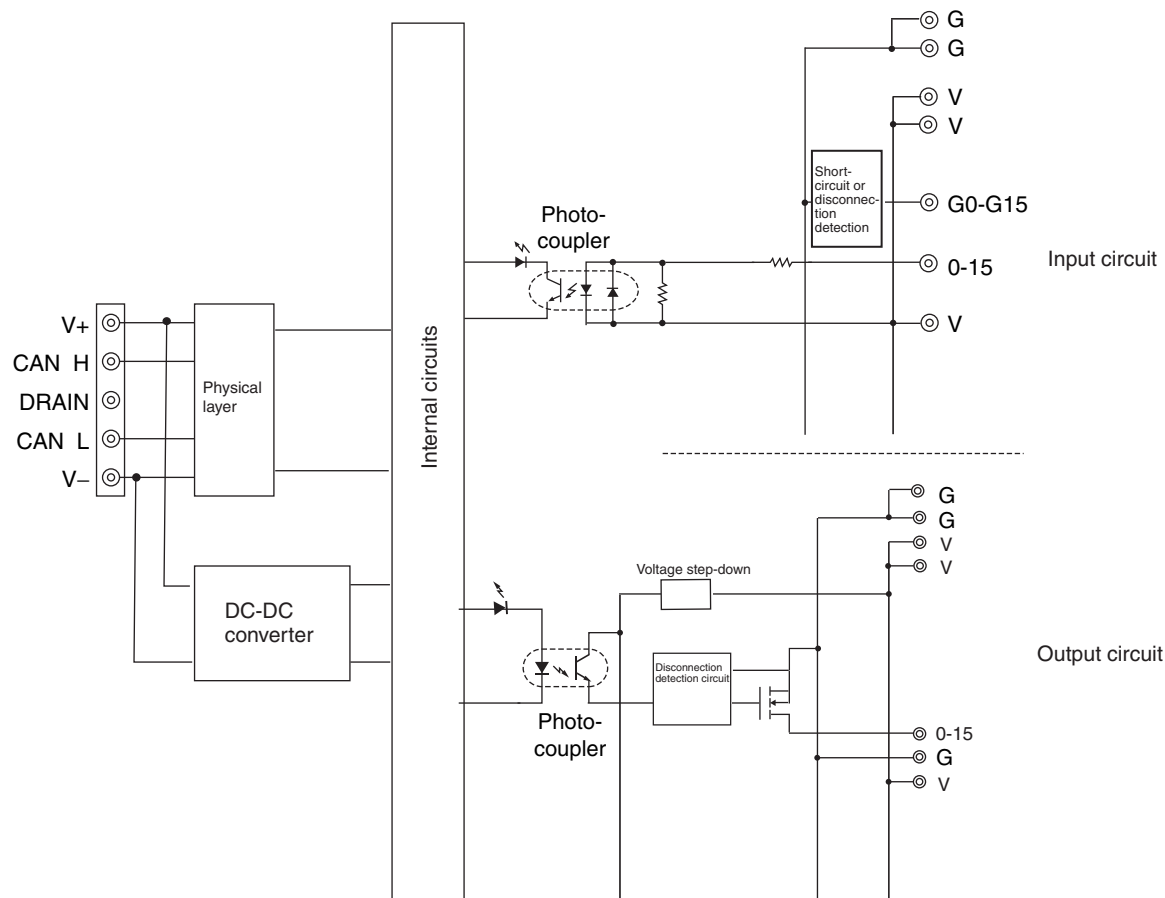 G
G
V
V
Short-
circuit or
disconnec-
tion
detection
G0-G15
Photo-
coupler
0-15
Input circuit
V
V+
CAN H
DRAIN
CAN L
V−
Physical
layer
Internal circuits
DC-DC
converter
G
G
V
V
Voltage step-down
Disconnection
detection circuit
Output circuit
Photo-
coupler
0-15
G
V